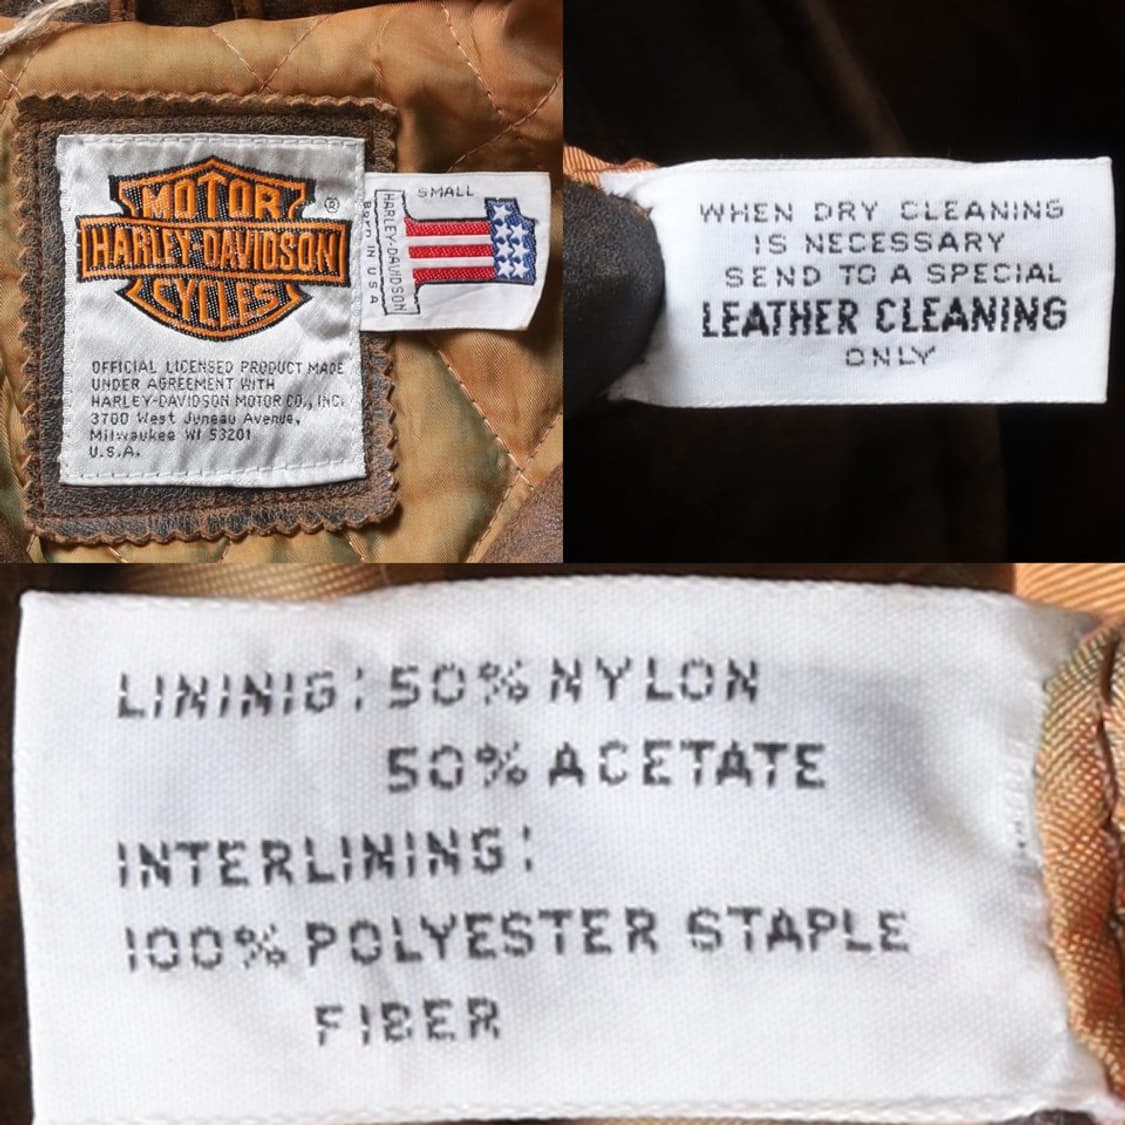 MOTOR
HARLEY-DAVIDSON
CYCLES
®
OFFICIAL LICENSED PRODUCT MADE
UNDER AGREEMENT WITH
HARLEY-DAVIDSON MOTOR CO., INC.
3700 West Juneau Avenue,
Milwaukee WI 53201
U.S.A.
SMALL
HARLEY-DAVIDSON
Born IN USA
WHEN DRY CLEANING
IS NECESSARY
SEND TO A SPECIAL
LEATHER CLEANING
ONLY
LININIG: 50% NYLON
50% ACETATE
INTERLINING:
100% POLYESTER STAPLE
FIBER